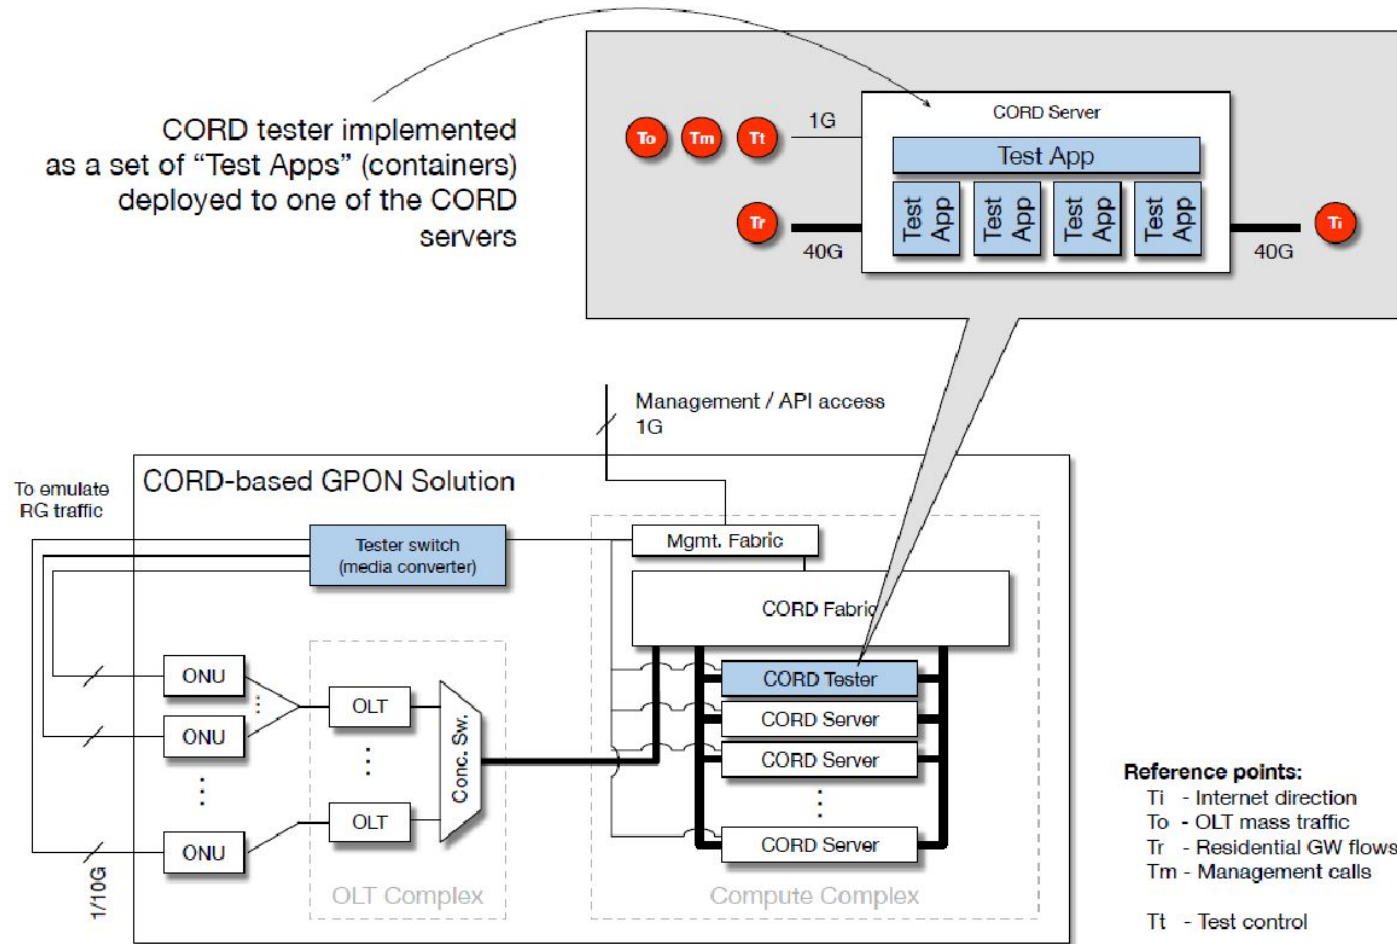 CORD tester implemented
as a set of “Test Apps” (containers)
deployed to one of the CORD
servers
To
Tm
Tt
1G
Tr
40G
CORD Server
Test App
Test App
Test App
Test App
Test App
40G
Ti
Management / API access
1G
CORD-based GPON Solution
To emulate
RG traffic
Tester switch
(media converter)
Mgmt. Fabric
CORD Fabric
ONU
ONU
ONU
1/10G
OLT
OLT
Conc. Sw.
OLT Complex
CORD Tester
CORD Server
CORD Server
CORD Server
Compute Complex
Reference points:
Ti - Internet direction
To - OLT mass traffic
Tr - Residential GW flows
Tm - Management calls
Tt - Test control